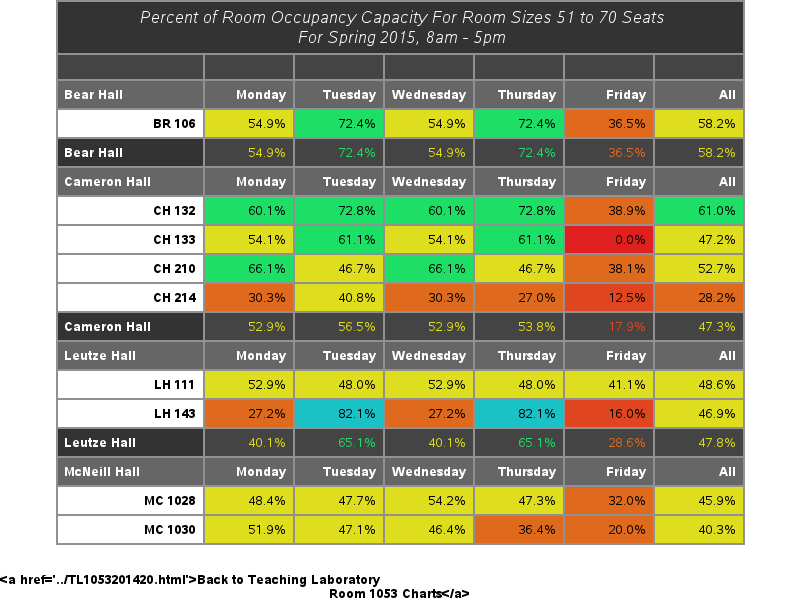 Percent of Room Occupancy Capacity For Room Sizes 51 to 70 Seats
For Spring 2015, 8am - 5pm
Bear Hall Monday Tuesday Wednesday Thursday Friday All
BR 106 54.9% 72.4% 54.9% 72.4% 36.5% 58.2%
Bear Hall 54.9% 72.4% 54.9% 72.4% 36.5% 58.2%
Cameron Hall Monday Tuesday Wednesday Thursday Friday All
CH 132 60.1% 72.8% 60.1% 72.8% 38.9% 61.0%
CH 133 54.1% 61.1% 54.1% 61.1% 0.0% 47.2%
CH 210 66.1% 46.7% 66.1% 46.7% 38.1% 52.7%
CH 214 30.3% 40.8% 30.3% 27.0% 12.5% 28.2%
Cameron Hall 52.9% 56.5% 52.9% 53.8% 17.9% 47.3%
Leutze Hall Monday Tuesday Wednesday Thursday Friday All
LH 111 52.9% 48.0% 52.9% 48.0% 41.1% 48.6%
LH 143 27.2% 82.1% 27.2% 82.1% 16.0% 46.9%
Leutze Hall 40.1% 65.1% 40.1% 65.1% 28.6% 47.8%
McNeill Hall Monday Tuesday Wednesday Thursday Friday All
MC 1028 48.4% 47.7% 54.2% 47.3% 32.0% 45.9%
MC 1030 51.9% 47.1% 46.4% 36.4% 20.0% 40.3%
<a href='../TL1053201420.html'>Back to Teaching Laboratory
Room 1053 Charts</a>